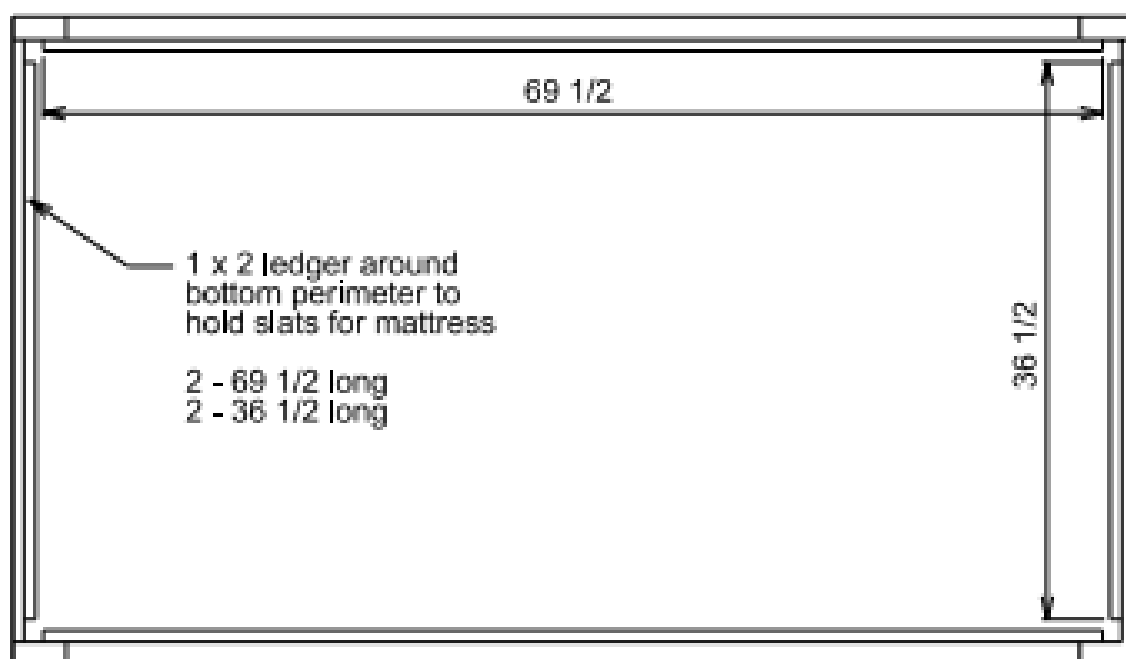 69 1/2
1 x 2 ledger around
bottom perimeter to
hold slats for mattress
2 - 69 1/2 long
2 - 36 1/2 long
36 1/2